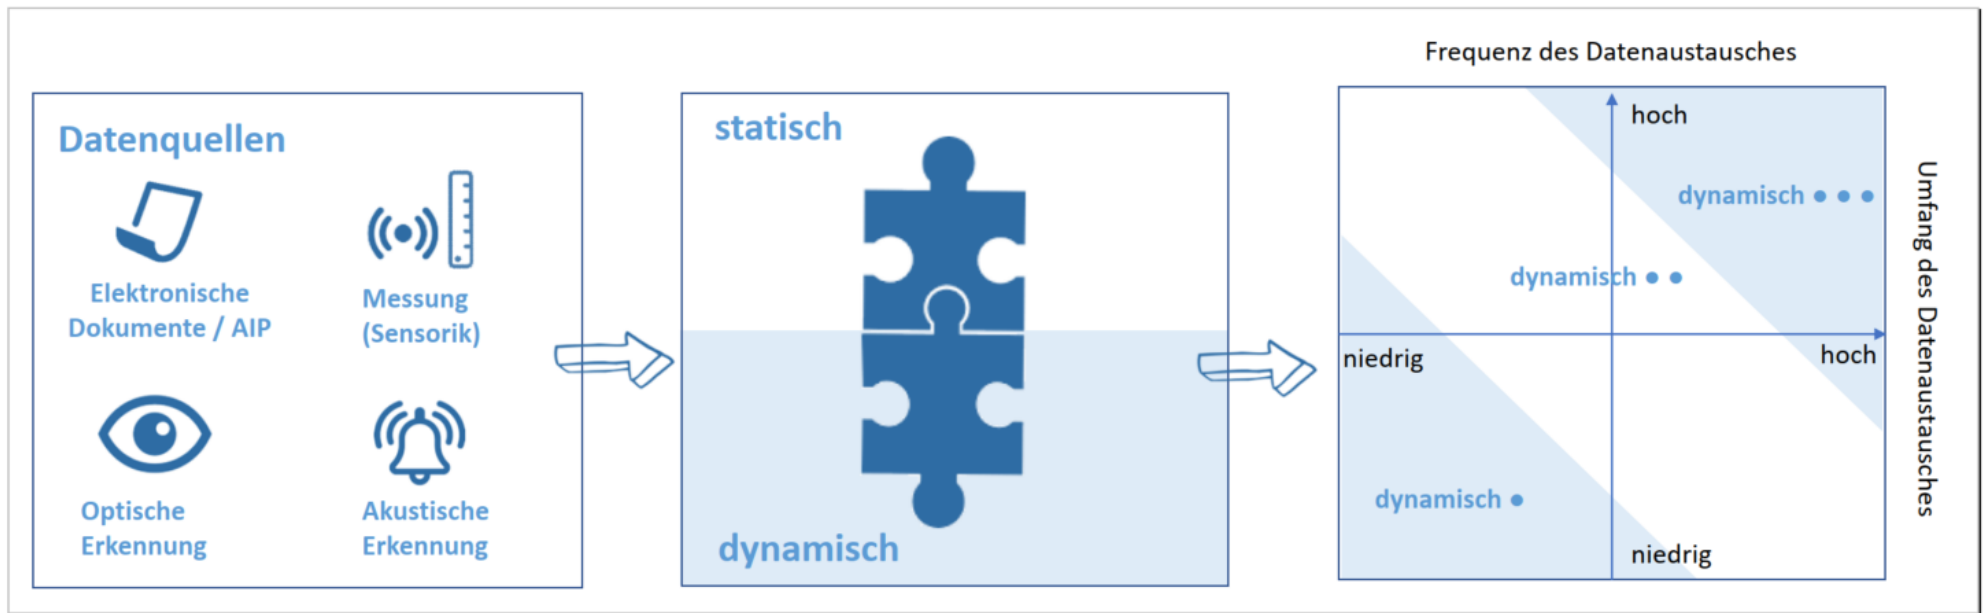 Datenquellen
Elektronische
Dokumente / AIP
Messung
(Sensorik)
Optische
Erkennung
Akustische
Erkennung
statisch
dynamisch
Frequenz des Datenaustausches
hoch
dynamisch
dynamisch
niedrig
hoch
dynamisch
niedrig
Umfang des Datenaustausches